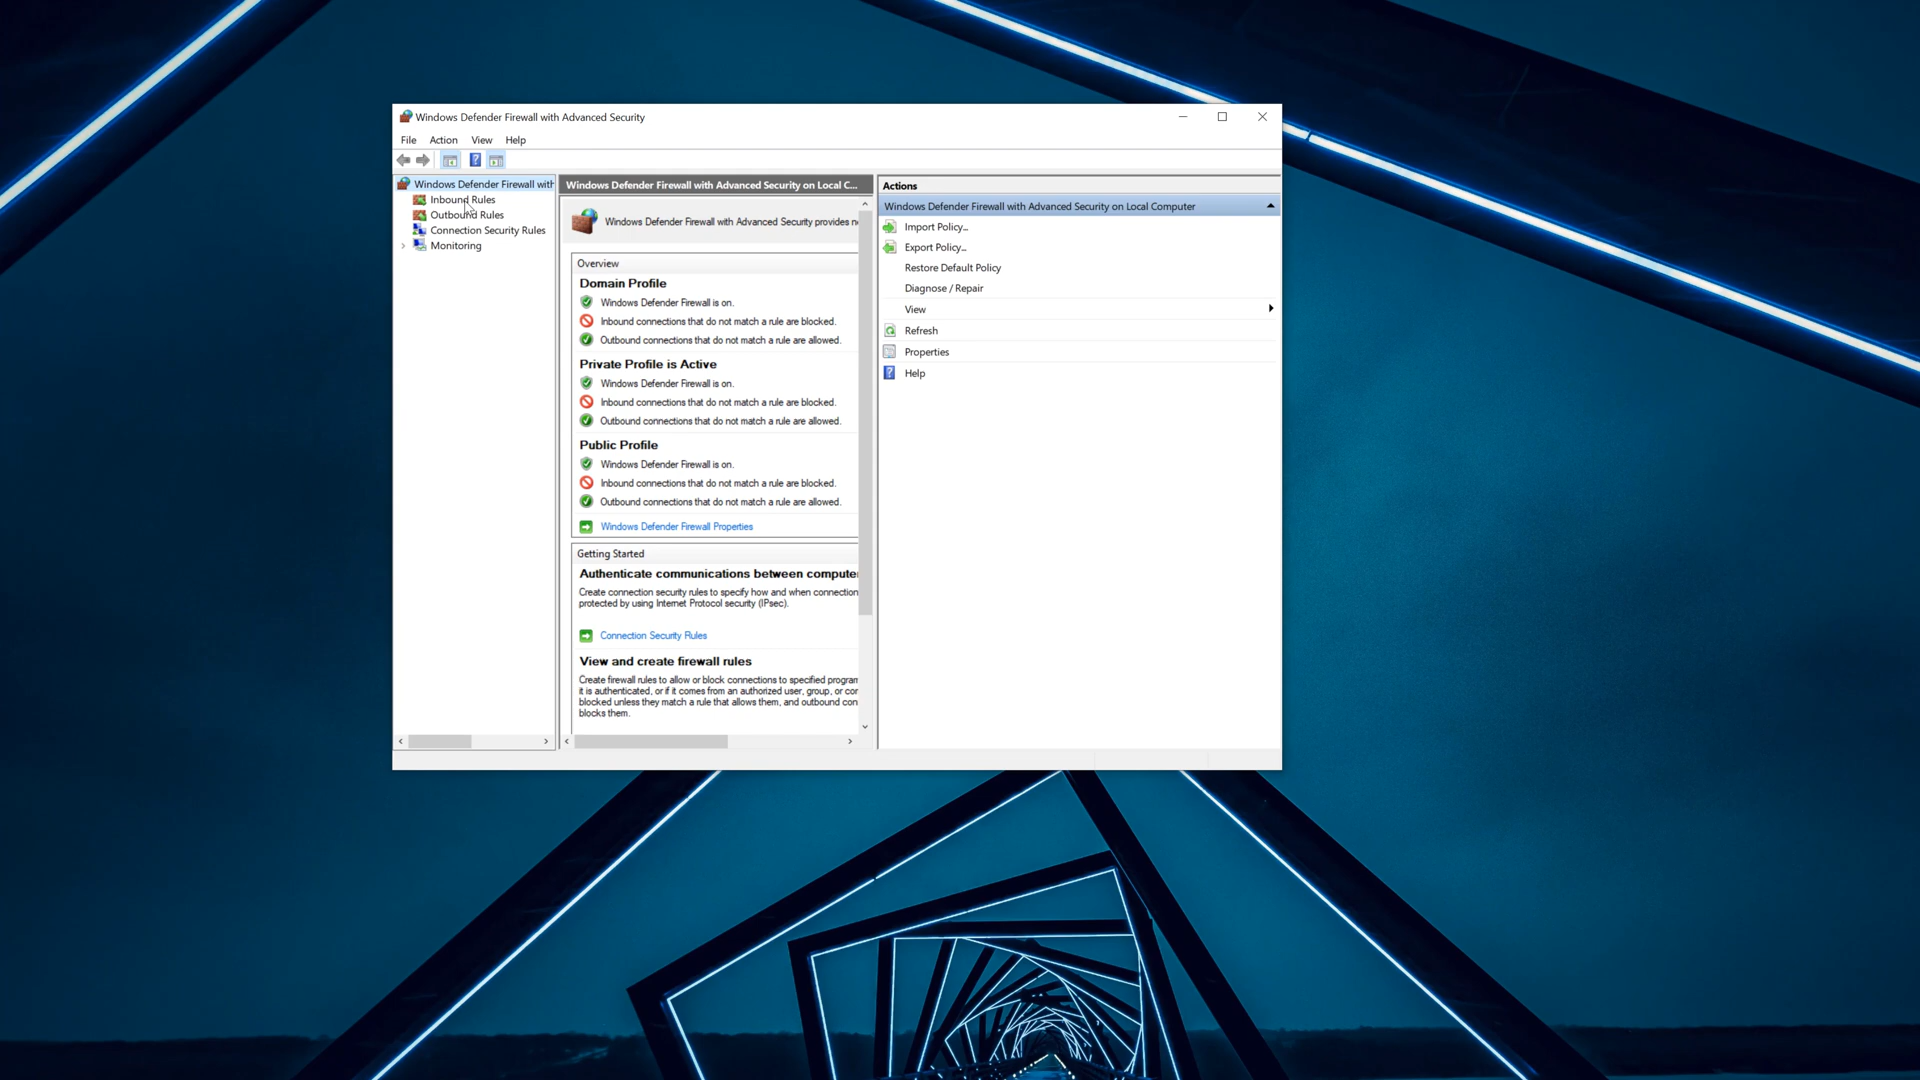 Windows Defender Firewall with Advanced Security
File Action View Help
Windows Defender Firewall with
Inbound Rules
Outbound Rules
Connection Security Rules
Monitoring
Windows Defender Firewall with Advanced Security on Local C...
Windows Defender Firewall with Advanced Security provides
Overview
Domain Profile
Windows Defender Firewall is on.
Inbound connections that do not match a rule are blocked.
Outbound connections that do not match a rule are allowed.
Private Profile is Active
Windows Defender Firewall is on.
Inbound connections that do not match a rule are blocked.
Outbound connections that do not match a rule are allowed.
Public Profile
Windows Defender Firewall is on.
Inbound connections that do not match a rule are blocked.
Outbound connections that do not match a rule are allowed.
Windows Defender Firewall Properties
Getting Started
Authenticate communications between compute
Create connection security rules to specify how and when connection
protected by using Internet Protocol security (IPsec).
Connection Security Rules
View and create firewall rules
Create firewall rules to allow or block connections to specified program
it is authenticated, or if it comes from an authorized user, group, or co
blocked unless they match a rule that allows them, and outbound con
blocks them.
Actions
Windows Defender Firewall with Advanced Security on Local Computer
Import Policy...
Export Policy...
Restore Default Policy
Diagnose / Repair
View
Refresh
Properties
Help